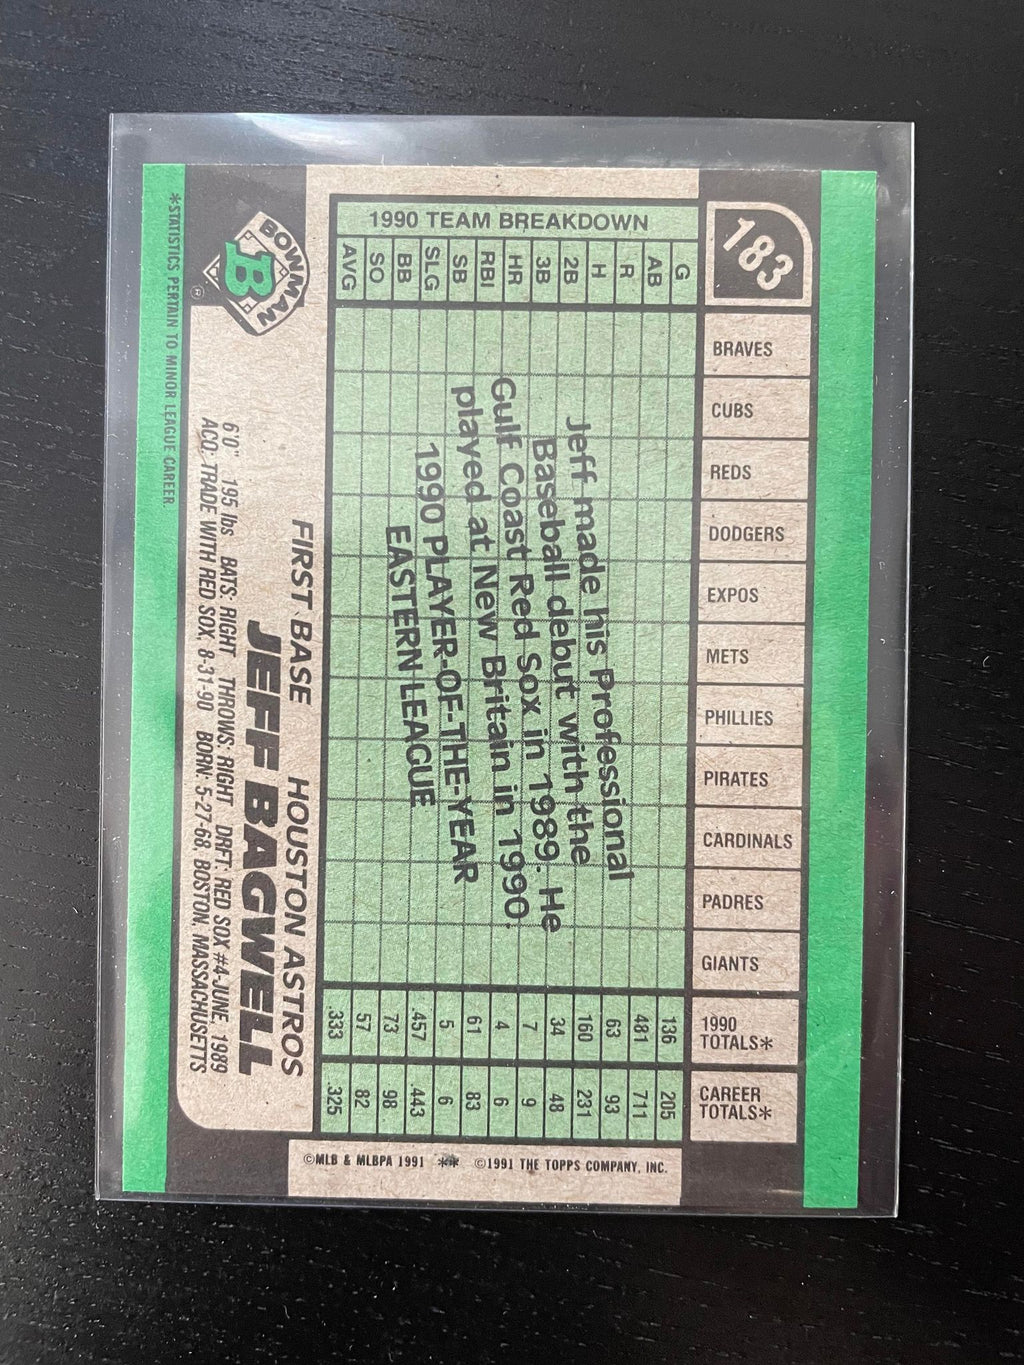 183
BOWMAN
B
®
FIRST BASE HOUSTON ASTROS
JEFF BAGWELL
6'0" 195 lbs BATS: RIGHT THROWS: RIGHT DRFT: RED SOX #4-JUNE, 1989
ACQ: TRADE WITH RED SOX, 8-31-90 BORN: 5-27-68, BOSTON, MASSACHUSETTS
*STATISTICS PERTAIN TO MINOR LEAGUE CAREER
1990 TEAM BREAKDOWN
G AB R H 2B 3B HR RBI SB SLG BB SO AVG
BRAVES
CUBS
REDS
DODGERS
EXPOS
METS
PHILLIES
PIRATES
CARDINALS
PADRES
GIANTS
1990 TOTALS* 136 481 63 160 34 7 4 61 5 .457 73 57 .333
CAREER TOTALS* 205 711 93 231 48 9 6 83 6 .443 98 82 .325
Jeff made his Professional
Baseball debut with the
Gulf Coast Red Sox in 1989. He
played at New Britain in 1990.
1990 PLAYER-OF-THE-YEAR
EASTERN LEAGUE
©MLB & MLBPA 1991 ** ©1991 THE TOPPS COMPANY, INC.